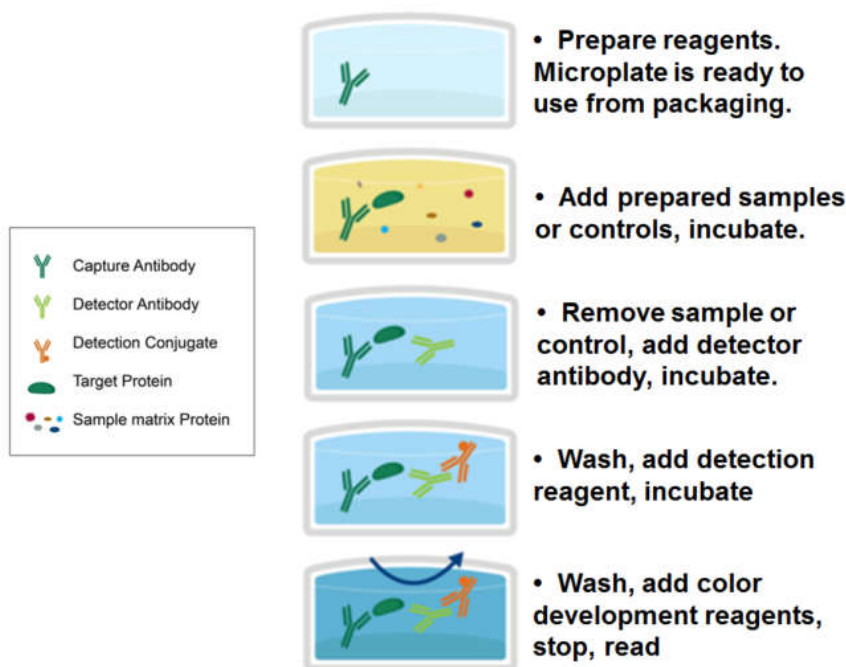 • Prepare reagents.
Microplate is ready to
use from packaging.
• Add prepared samples
or controls, incubate.
Capture Antibody
Detector Antibody
Detection Conjugate
Target Protein
Sample matrix Protein
• Remove sample or
control, add detector
antibody, incubate.
• Wash, add detection
reagent, incubate
• Wash, add color
development reagents,
stop, read